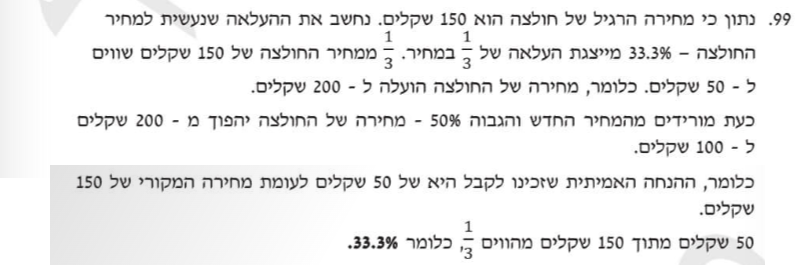 99. נתון כי מחירה הרגיל של חולצה הוא 150 שקלים. נחשב את ההעלאה שנעשית למחיר
החולצה – 33.3% מייצגת העלאה של 1/3 במחיר. 1/3 ממחיר החולצה של 150 שקלים שווים
ל - 50 שקלים. כלומר, מחירה של החולצה הועלה ל - 200 שקלים.
כעת מורידים מהמחיר החדש והגבוה 50% - מחירה של החולצה יהפוך מ - 200 שקלים
ל - 100 שקלים.
כלומר, ההנחה האמיתית שזכינו לקבל היא של 50 שקלים לעומת מחירה המקורי של 150
שקלים.
50 שקלים מתוך 150 שקלים מהווים 1/3, כלומר 33.3%.